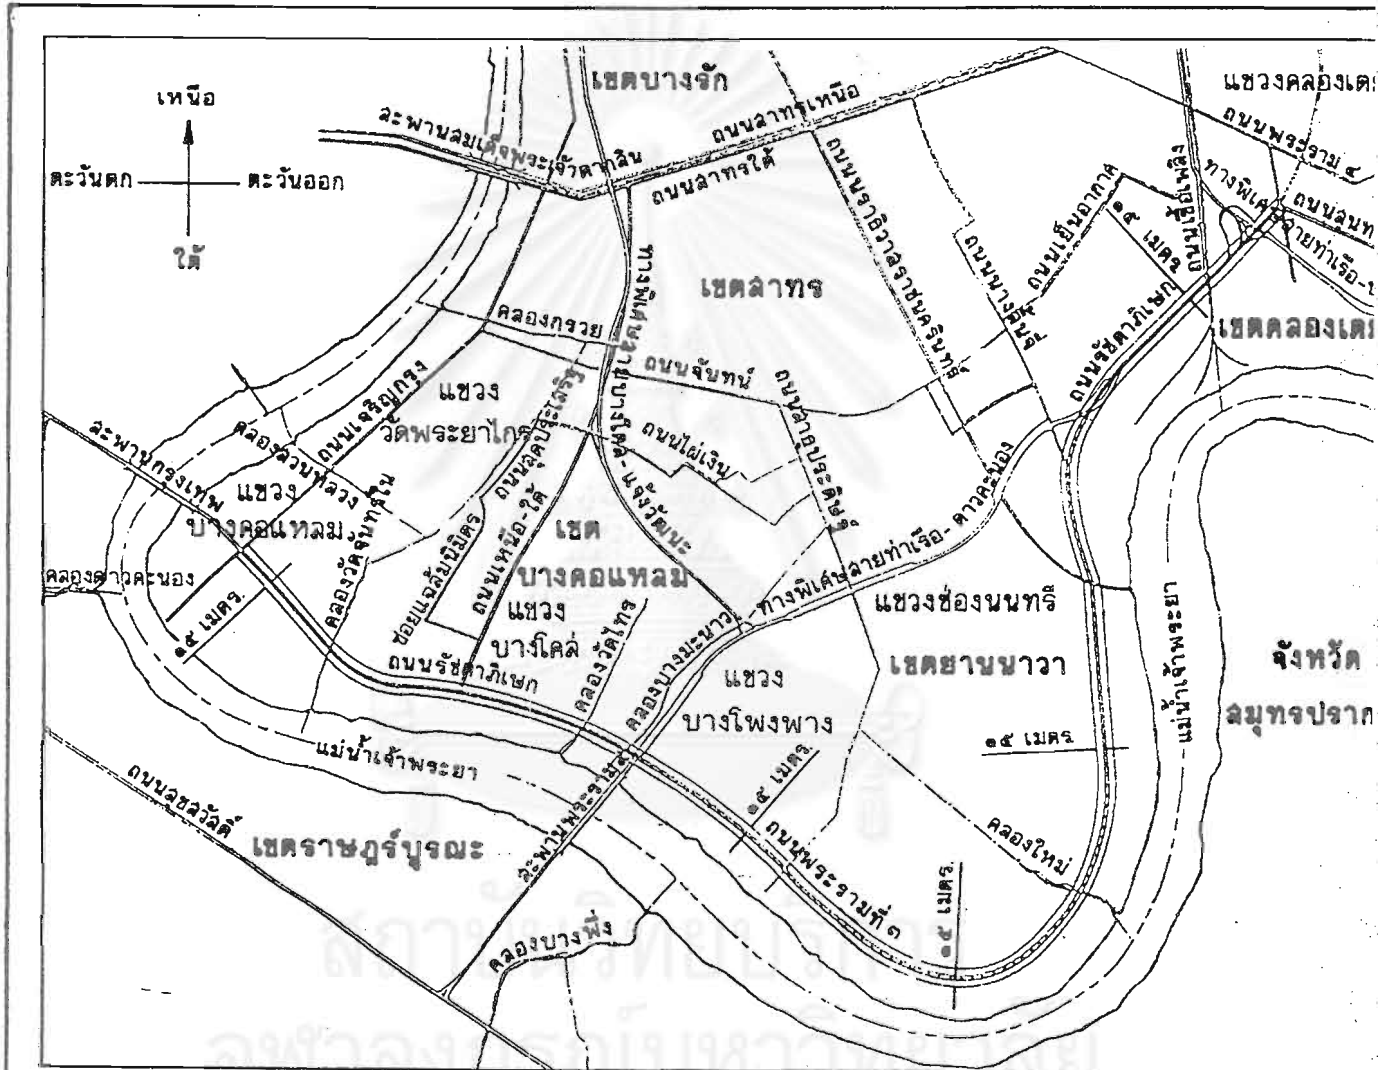 เหนือ
ตะวันตก
ตะวันออก
ใต้
เขตบางรัก
สะพานสมเด็จพระเจ้าตากสิน
ถนนสาทรเหนือ
ถนนสาทรใต้
แขวงคลองเตย
ถนนพระราม ๔
ถนนนราธิวาสราชนครินทร์
ถนนนางลิ้นจี่
ถนนเย็นอากาศ
๑๕ เมตร
ถนนเชื้อเพลิง
เขตสาทร
ถนนรัชดาภิเษก
คลองกรวย
ถนนจันทน์
ถนนเจริญกรุง
แขวง
วัดพระยาไกร
ถนนสาธุประดิษฐ์
ถนนไผ่เงิน
ทางพิเศษสายบางโคล่-แจ้งวัฒนะ
สะพานกรุงเทพ
คลองสวนหลวง
แขวง
บางคอแหลม
คลองวัดจันทร์ใน
คลองดาวคะนอง
๑๕ เมตร
ซอยแฉล้มนิมิตร
ถนนเหนือ-ใต้
เขต
บางคอแหลม
แขวง
บางโคล่
ถนนรัชดาภิเษก
คลองวัดไทร
คลองบางมะนาว
ทางพิเศษสายท่าเรือ-ดาวคะนอง
แขวงช่องนนทรี
เขตยานนาวา
แขวง
บางโพงพาง
แม่น้ำเจ้าพระยา
จังหวัด
๑๕ เมตร
แม่น้ำเจ้าพระยา
๑๕ เมตร
ถนนสุขสวัสดิ์
เขตราษฎร์บูรณะ
สะพานพระราม ๙
ถนนพระรามที่ ๓
คลองใหม่
๑๕ เมตร
คลองบางพึ่ง